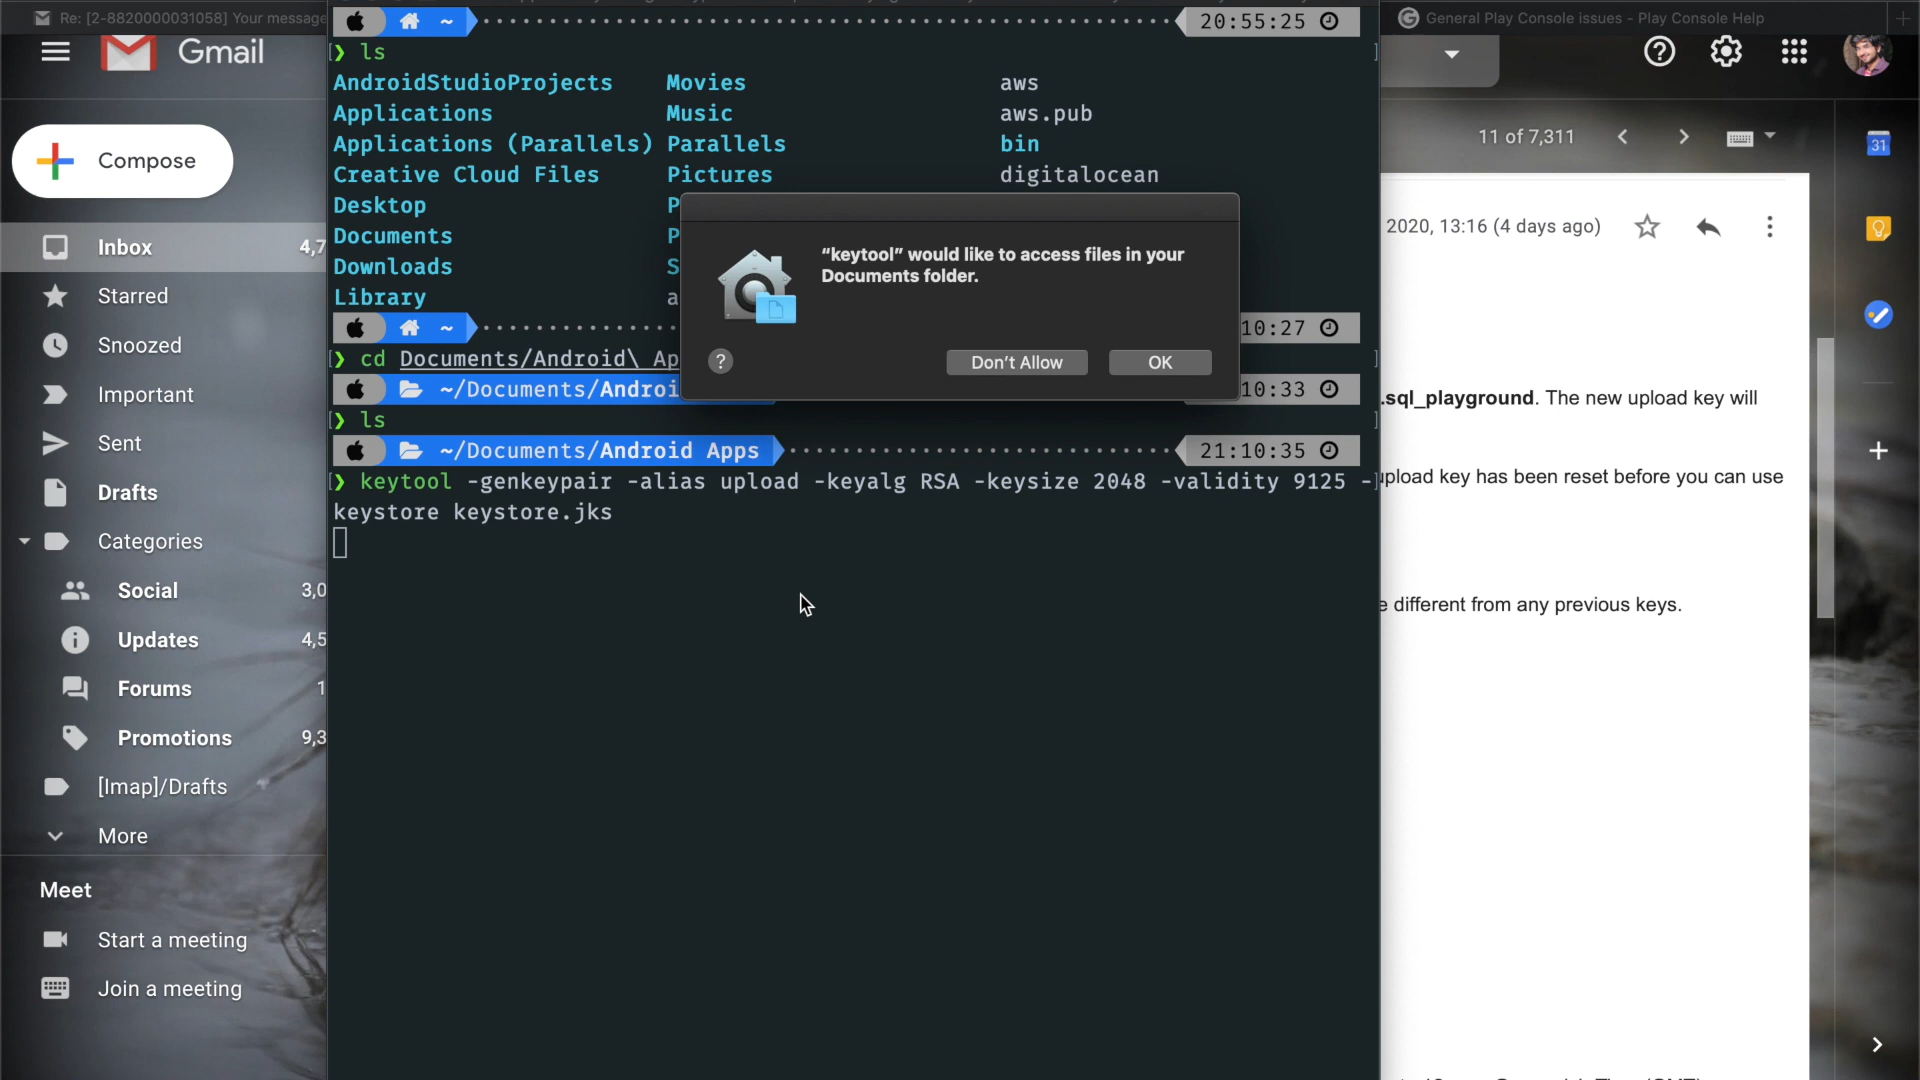 Re: [2-8820000031058] Your message
General Play Console issues - Play Console Help
Gmail
Compose
Inbox 4,7
Starred
Snoozed
Important
Sent
Drafts
Categories
Social 3,0
Updates 4,5
Forums 1
Promotions 9,3
[Imap]/Drafts
More
Meet
Start a meeting
Join a meeting
~ 20:55:25
❯ ls
AndroidStudioProjects Movies aws
Applications Music aws.pub
Applications (Parallels) Parallels bin
Creative Cloud Files Pictures digitalocean
Desktop P
Documents P
Downloads S
Library a
~ 10:27
❯ cd Documents/Android\ Ap
~/Documents/Androi 10:33
❯ ls
~/Documents/Android Apps 21:10:35
❯ keytool -genkeypair -alias upload -keyalg RSA -keysize 2048 -validity 9125 -
keystore keystore.jks
“keytool” would like to access files in your
Documents folder.
?
Don’t Allow OK
11 of 7,311
31
2020, 13:16 (4 days ago)
.sql_playground. The new upload key will
upload key has been reset before you can use
e different from any previous keys.